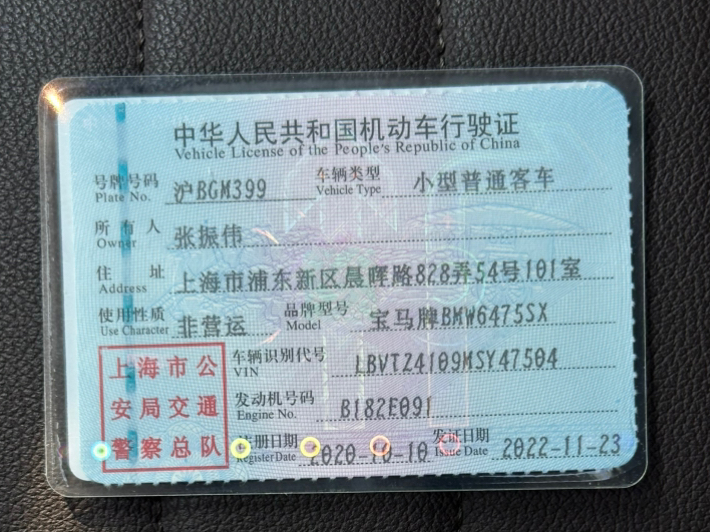 中华人民共和国机动车行驶证
Vehicle License of the People's Republic of China
号牌号码 沪BGM399 车辆类型 小型普通客车
Plate No. Vehicle Type
所有人 张振伟
Owner
住址 上海市浦东新区晨晖路828弄54号101室
Address
使用性质 非营运 品牌型号 宝马牌BMW6475SX
Use Character Model
车辆识别代号 LBVTZ4109MSY47504
VIN
发动机号码 B182E091
Engine No.
注册日期 2020-10-10 发证日期 2022-11-23
Register Date Issue Date
上海市公
安局交通
警察总队